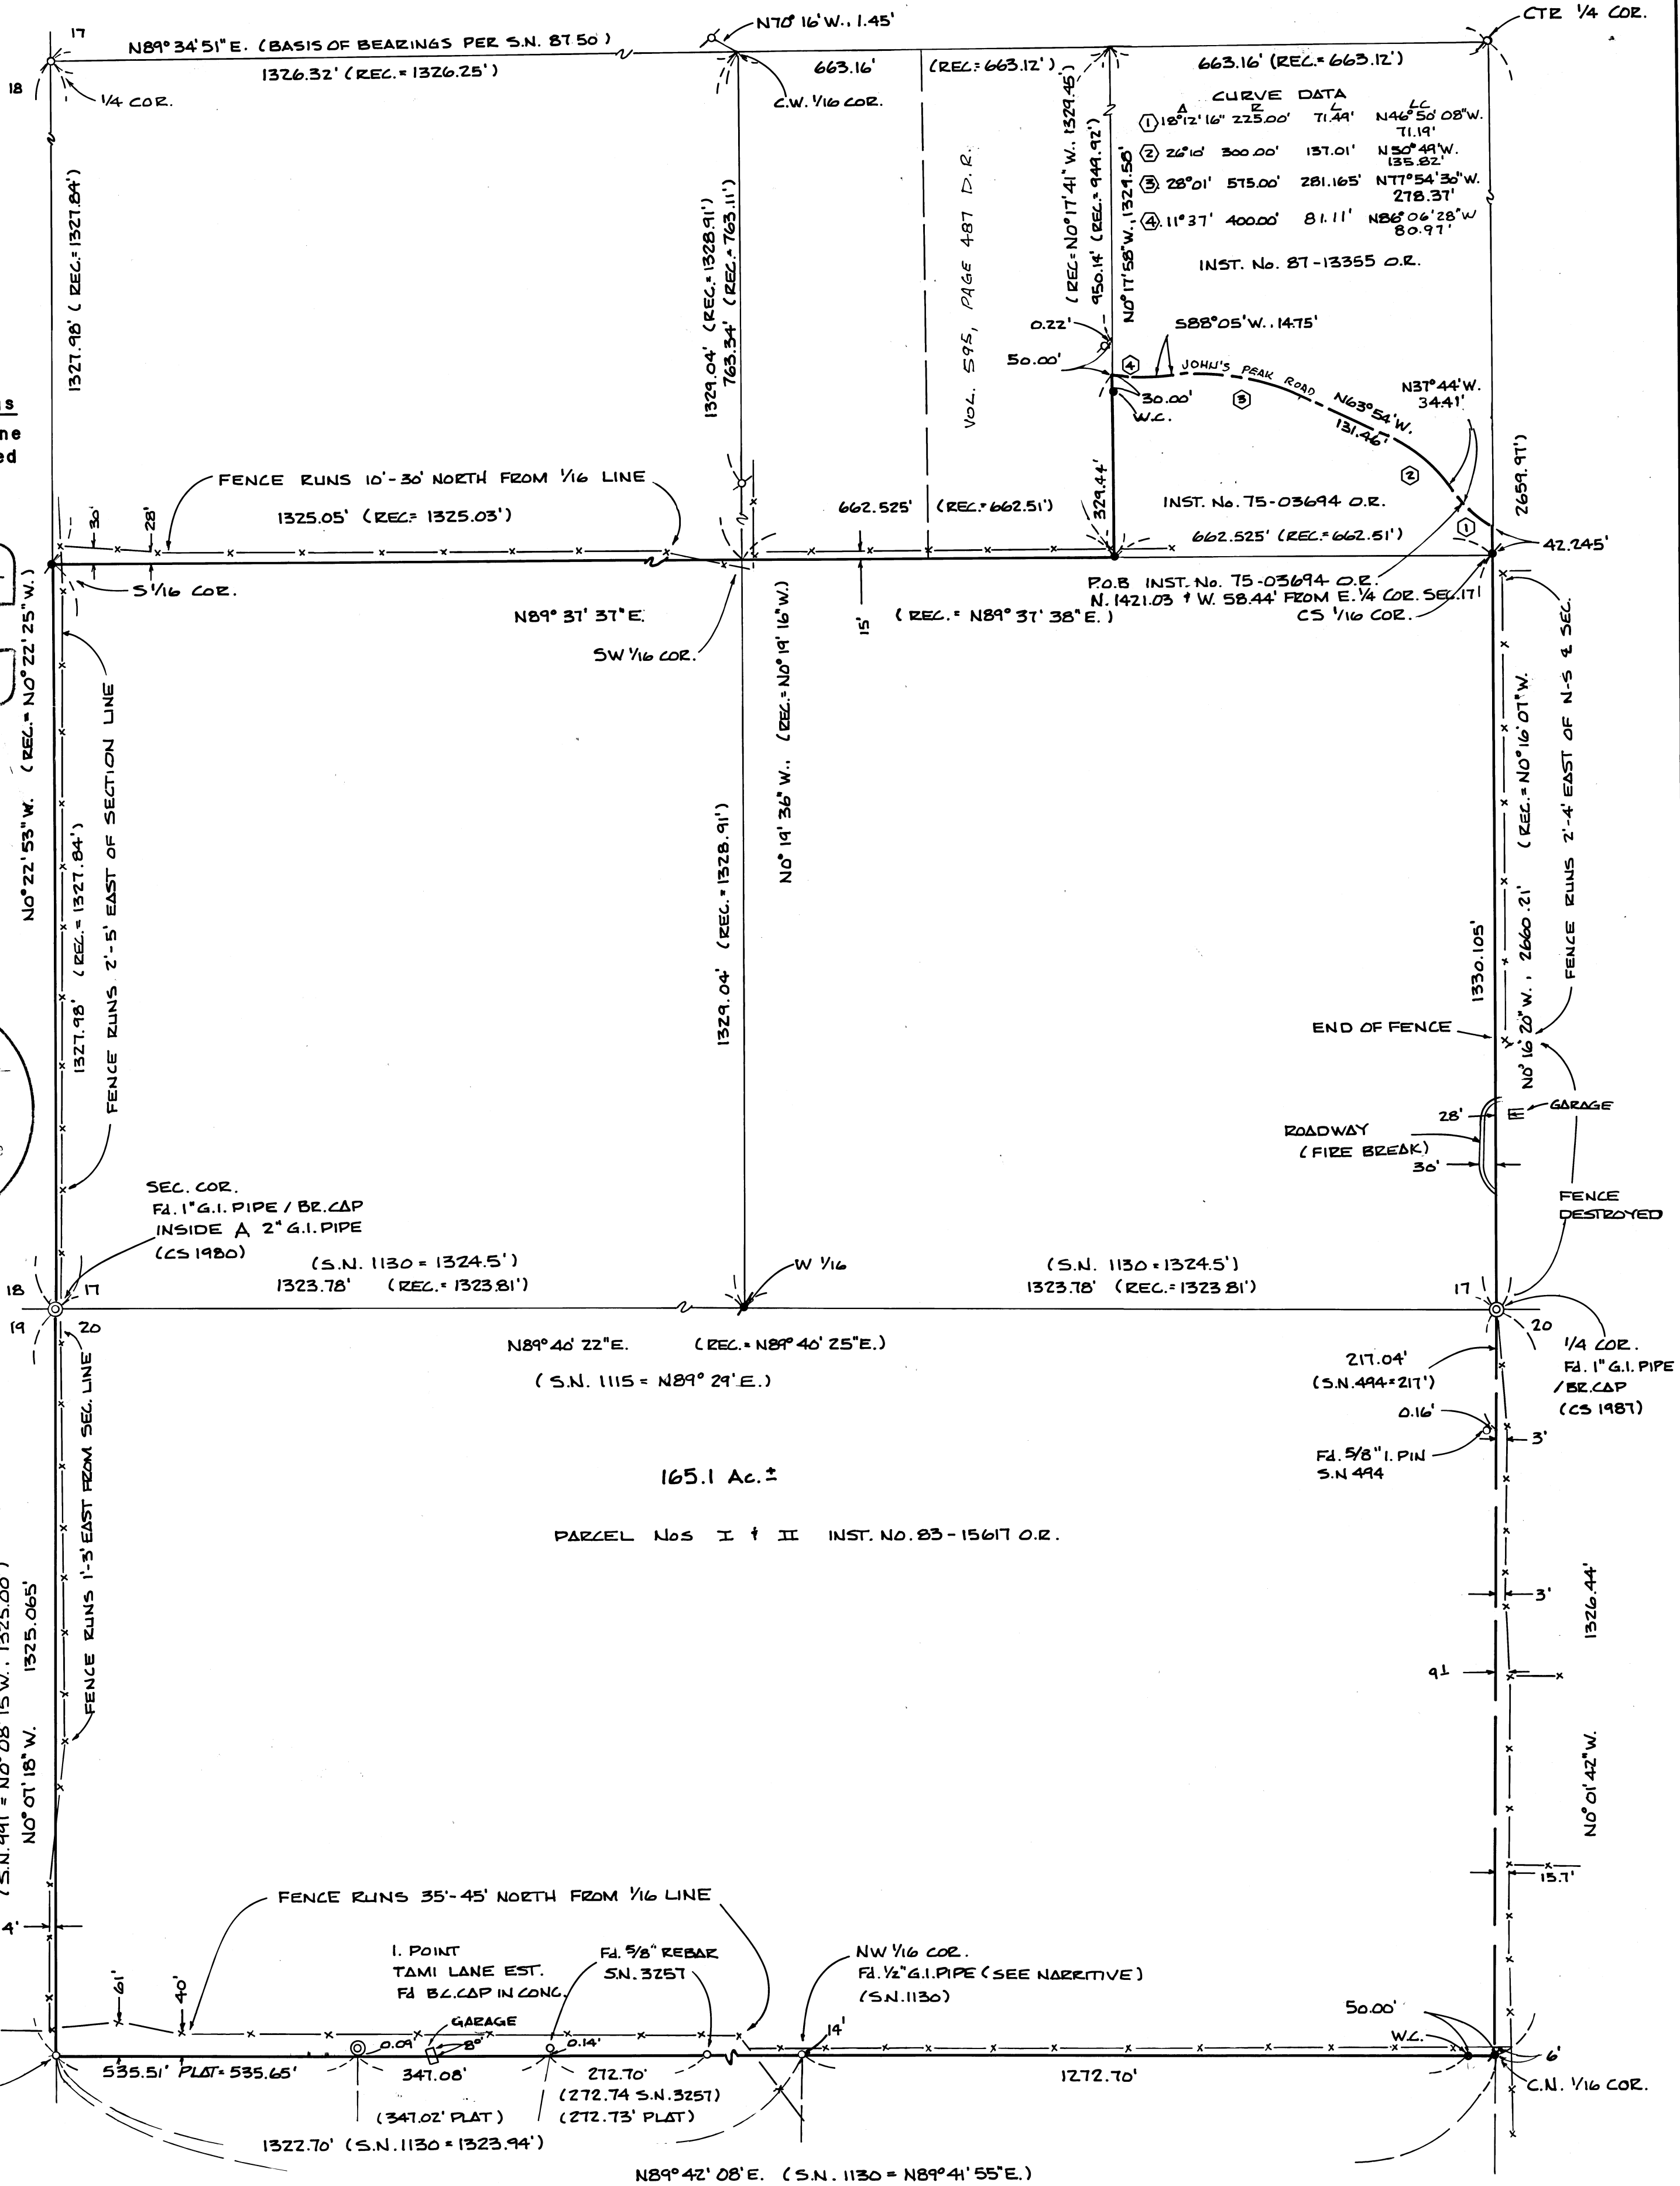 17
18
N89° 34' 51" E. (BASIS OF BEARINGS PER S.N. 8750)
1326.32' (REC. = 1326.25')
1/4 COR.
N70° 16' W., 1.45'
C.W. 1/16 COR.
663.16' (REC. = 663.12')
663.16' (REC. = 663.12')
CTR 1/4 COR.
CURVE DATA
Δ R L LC
1 18°12'16" 225.00' 71.49' N46°50'08"W.
71.19'
2 26°10' 300.00' 137.01' N50°49'W.
135.82'
3 28°01' 575.00' 281.165' N77°54'30"W.
278.37'
4 11°37' 400.00' 81.11' N86°06'28"W
80.97'
INST. No. 87-13355 O.R.
1327.98' (REC. = 1327.84')
1329.04' (REC. = 1328.91')
763.34' (REC. = 763.11')
VOL. 595, PAGE 487 D.R.
(REC = N0°17'41" W., 1329.45')
950.14' (REC. = 949.92')
N0°17'58" W., 1329.58'
0.22'
50.00'
S88°05'W., 14.75'
4
JOHN'S PEAK ROAD
30.00'
W.C.
3
N63°54'W.
131.46'
N37°44'W.
34.41'
2
1
2659.97')
ne
FENCE RUNS 10'-30' NORTH FROM 1/16 LINE
30'
28'
1325.05' (REC = 1325.03')
662.525' (REC. = 662.51')
329.44'
INST. No. 75-03694 O.R.
662.525' (REC = 662.51')
42.245'
P.O.B INST. No. 75-03694 O.R.
N. 1421.03 & W. 58.44' FROM E. 1/4 COR. SEC. 17
CS 1/16 COR.
S 1/16 COR.
N89° 37' 37" E.
15'
(REC. = N89° 37' 38" E.)
SW 1/16 COR.
N0° 22' 53" W. (REC. = N0° 22' 25" W.)
1327.98' (REC. = 1327.84')
FENCE RUNS 2'-5' EAST OF SECTION LINE
1329.04' (REC. = 1328.91')
N0° 19' 36" W., (REC. = N0° 19' 16" W.)
1330.105'
N0° 16' 20" W., 2660.21' (REC. = N0° 16' 07" W.
FENCE RUNS 2'-4' EAST OF N-S ℄ SEC.
END OF FENCE
28'
GARAGE
ROADWAY
(FIRE BREAK)
30'
FENCE
DESTROYED
SEC. COR.
Fd. 1" G.I. PIPE / BR. CAP
INSIDE A 2" G.I. PIPE
(CS 1980)
(S.N. 1130 = 1324.5')
1323.78' (REC. = 1323.81')
W 1/16
(S.N. 1130 = 1324.5')
1323.78' (REC. = 1323.81')
18 17
19 20
17
20
N89° 40' 22" E. (REC. = N89° 40' 25" E.)
(S.N. 1115 = N89° 29' E.)
217.04'
(S.N. 494 = 217')
1/4 COR.
Fd. 1" G.I. PIPE
/ BR. CAP
(CS 1987)
0.16'
3'
Fd. 5/8" I. PIN
S.N 494
165.1 Ac. ±
PARCEL Nos I & II INST. NO. 83-15617 O.R.
FENCE RUNS 1'-3' EAST FROM SEC. LINE
N0° 07' 18" W. 1325.065'
(S.N. 991 = N0° 08' 15 W., 1325.00')
3'
1326.44'
N0° 01' 42" W.
15.7'
4'
FENCE RUNS 35'-45' NORTH FROM 1/16 LINE
61'
40'
I. POINT
TAMI LANE EST.
Fd B.C. CAP IN CONC.
GARAGE
Fd. 5/8" REBAR
S.N. 3257
NW 1/16 COR.
Fd. 1/2" G.I. PIPE (SEE NARRITIVE)
(S.N. 1130)
50.00'
W.C.
0.09'
0.14'
14'
6'
535.51' PLAT = 535.65'
347.08'
272.70'
1272.70'
C.N. 1/16 COR.
(347.02' PLAT)
(272.74 S.N. 3257)
(272.73' PLAT)
1322.70' (S.N. 1130 = 1323.94')
N89° 42' 08" E. (S.N. 1130 = N89° 41' 55" E.)